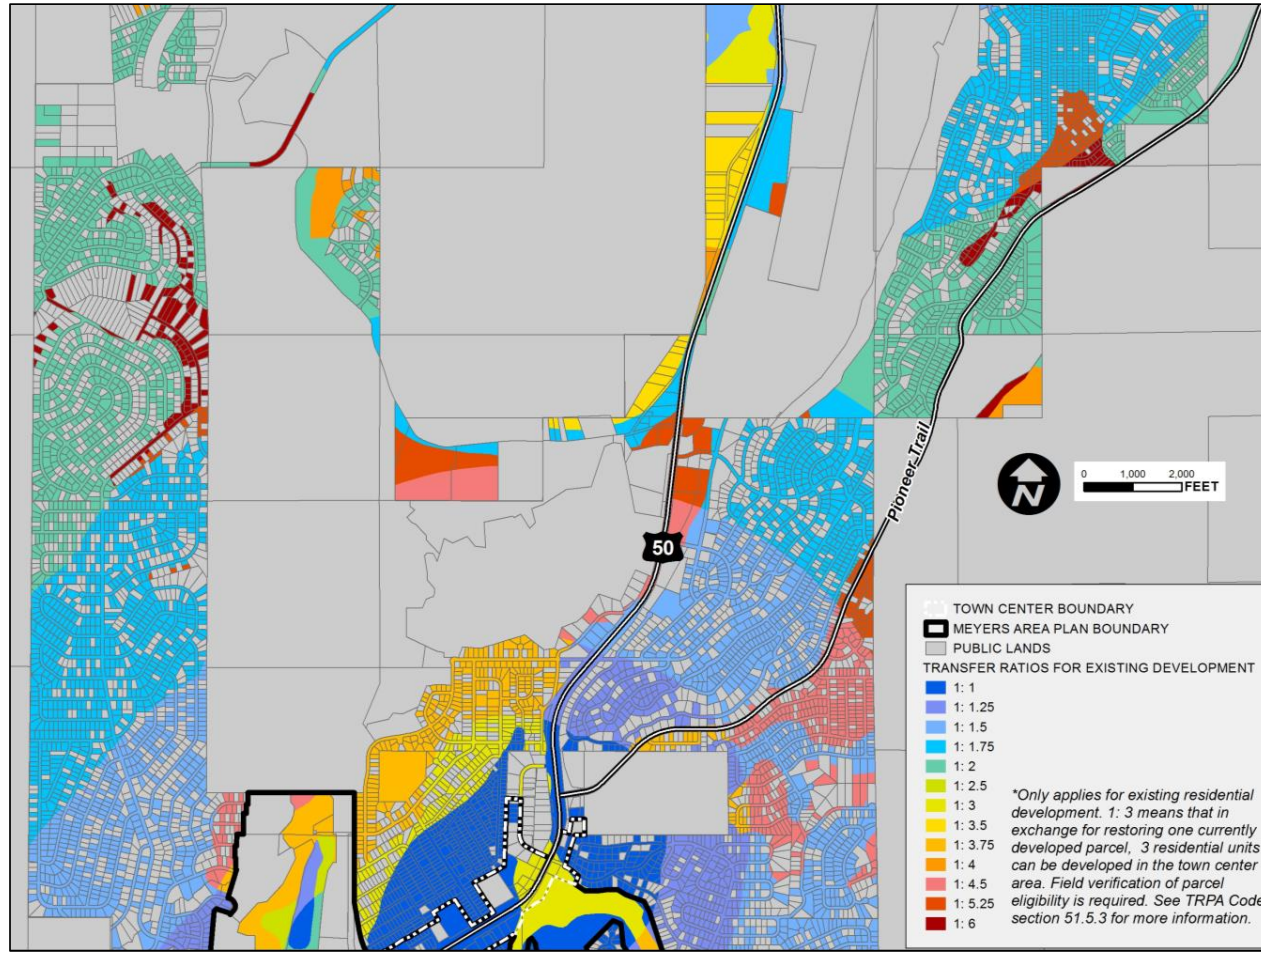 Pioneer Trail
50
N
0 1,000 2,000
FEET
TOWN CENTER BOUNDARY
MEYERS AREA PLAN BOUNDARY
PUBLIC LANDS
TRANSFER RATIOS FOR EXISTING DEVELOPMENT
1: 1
1: 1.25
1: 1.5
1: 1.75
1: 2
1: 2.5
1: 3
1: 3.5
1: 3.75
1: 4
1: 4.5
1: 5.25
1: 6
*Only applies for existing residential
development. 1: 3 means that in
exchange for restoring one currently
developed parcel, 3 residential units
can be developed in the town center
area. Field verification of parcel
eligibility is required. See TRPA Code
section 51.5.3 for more information.